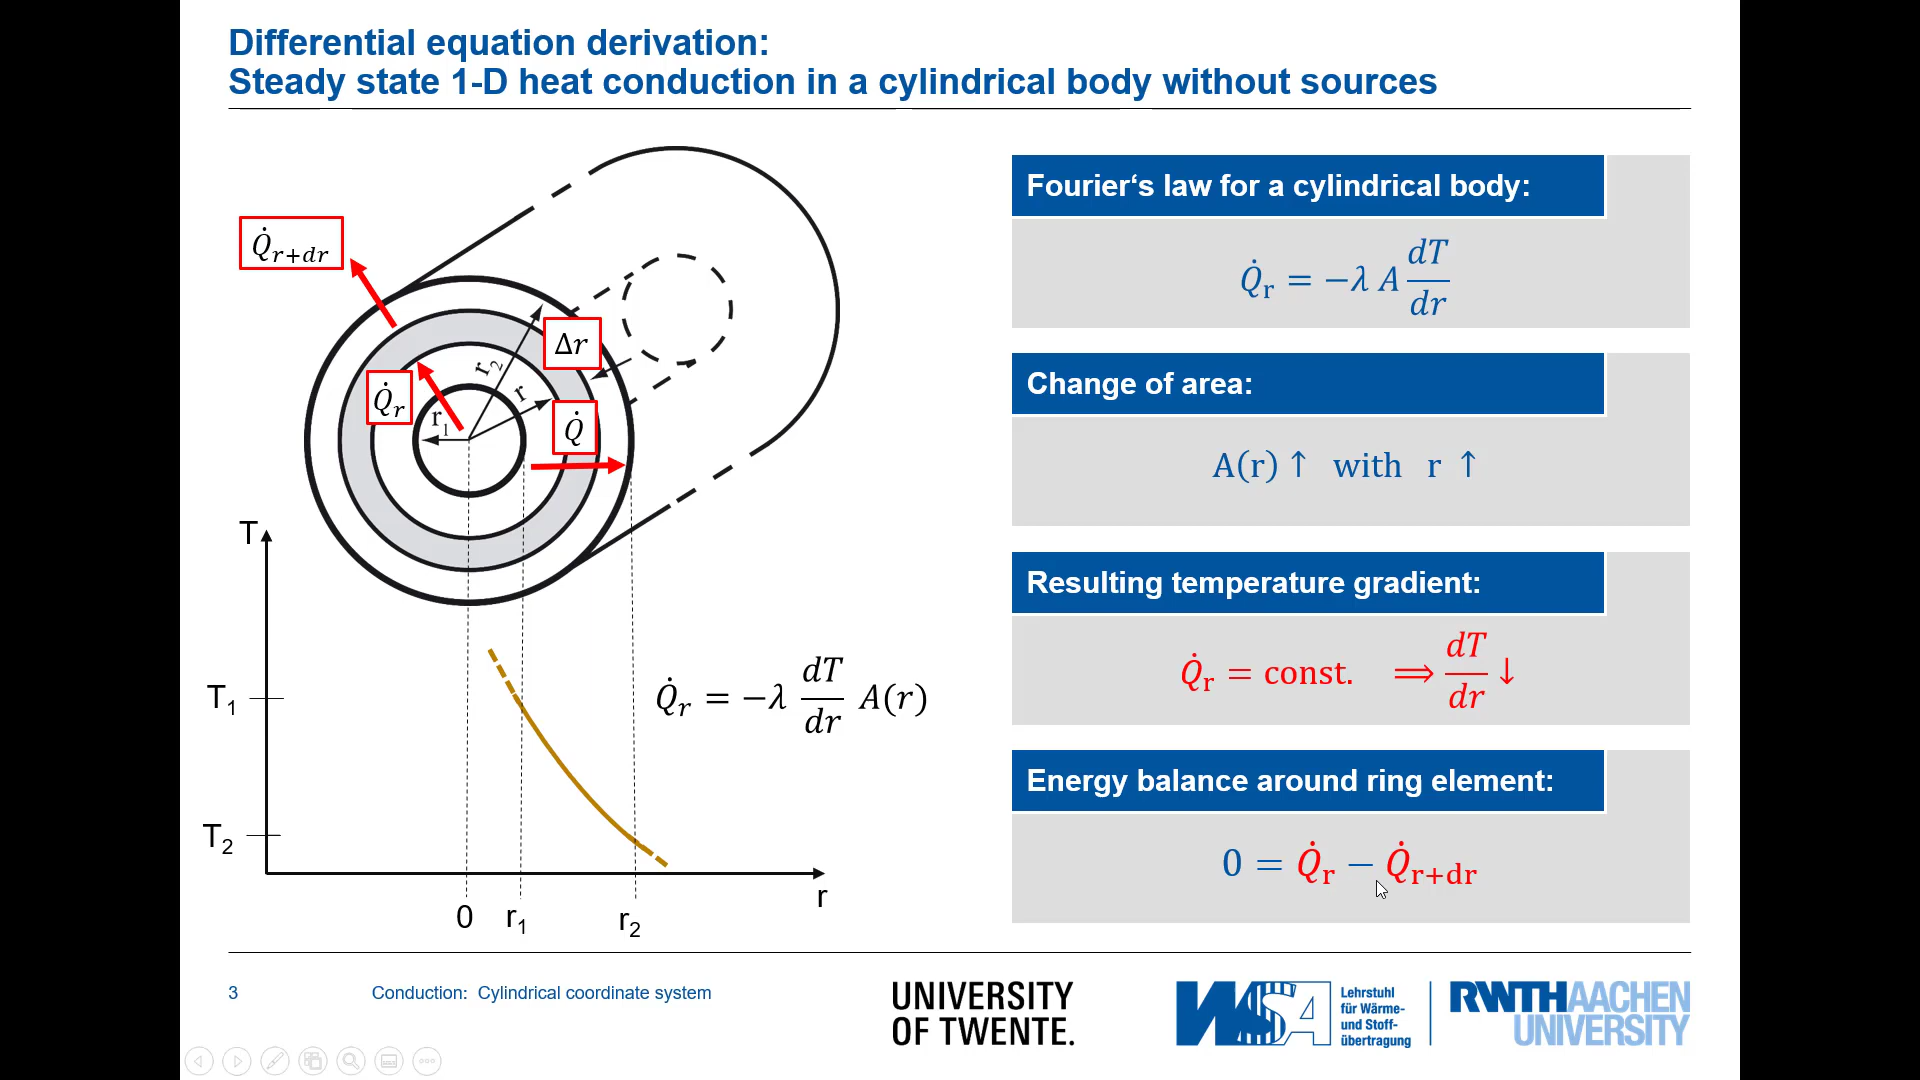 Differential equation derivation:
Steady state 1-D heat conduction in a cylindrical body without sources
Q̇r+dr
Δr
Q̇r
r2
r
r1
Q̇
T
T1
T2
0
r1
r2
r
Q̇r = −λ dT/dr A(r)
Fourier‘s law for a cylindrical body:
Q̇r = −λ A dT/dr
Change of area:
A(r) ↑ with r ↑
Resulting temperature gradient:
Q̇r = const. ⟹ dT/dr ↓
Energy balance around ring element:
0 = Q̇r − Q̇r+dr
3
Conduction: Cylindrical coordinate system
UNIVERSITY
OF TWENTE.
WSA
Lehrstuhl
für Wärme-
und Stoff-
übertragung
RWTHAACHEN
UNIVERSITY